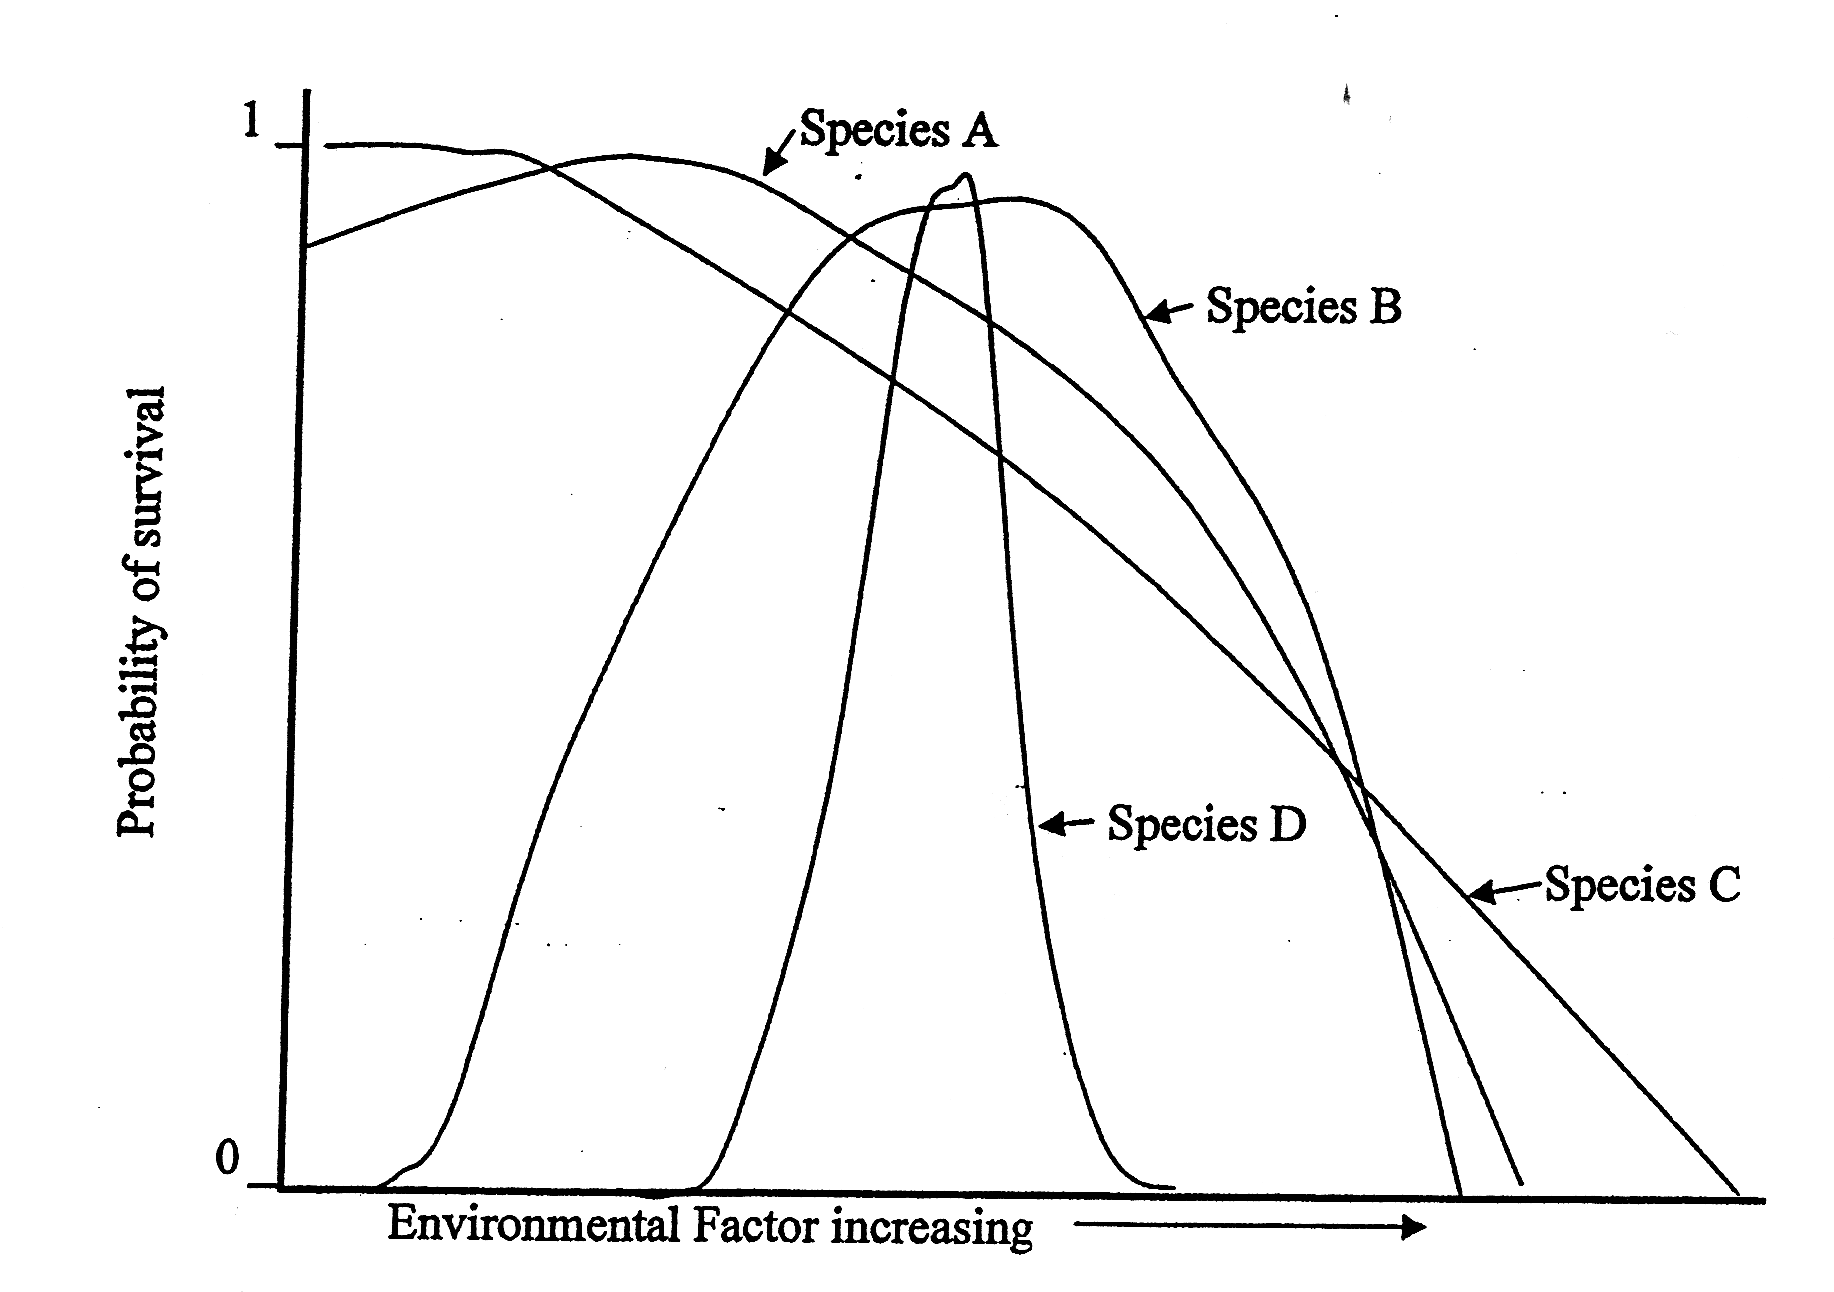 1
Species A
Species B
Probability of survival
Species D
Species C
0
Environmental Factor increasing